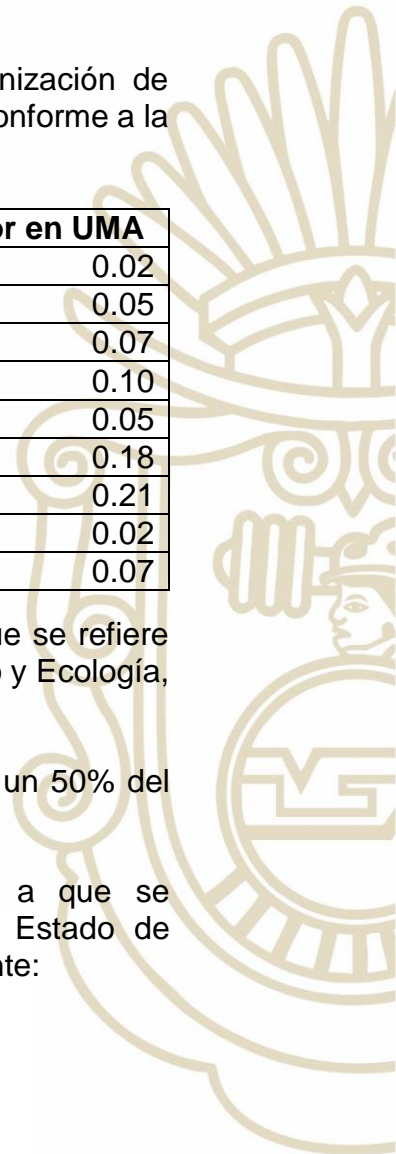 nización de
onforme a la
or en UMA
0.02
0.05
0.07
0.10
0.05
0.18
0.21
0.02
0.07
ue se refiere
o y Ecología,
un 50% del
a que se
Estado de
nte: